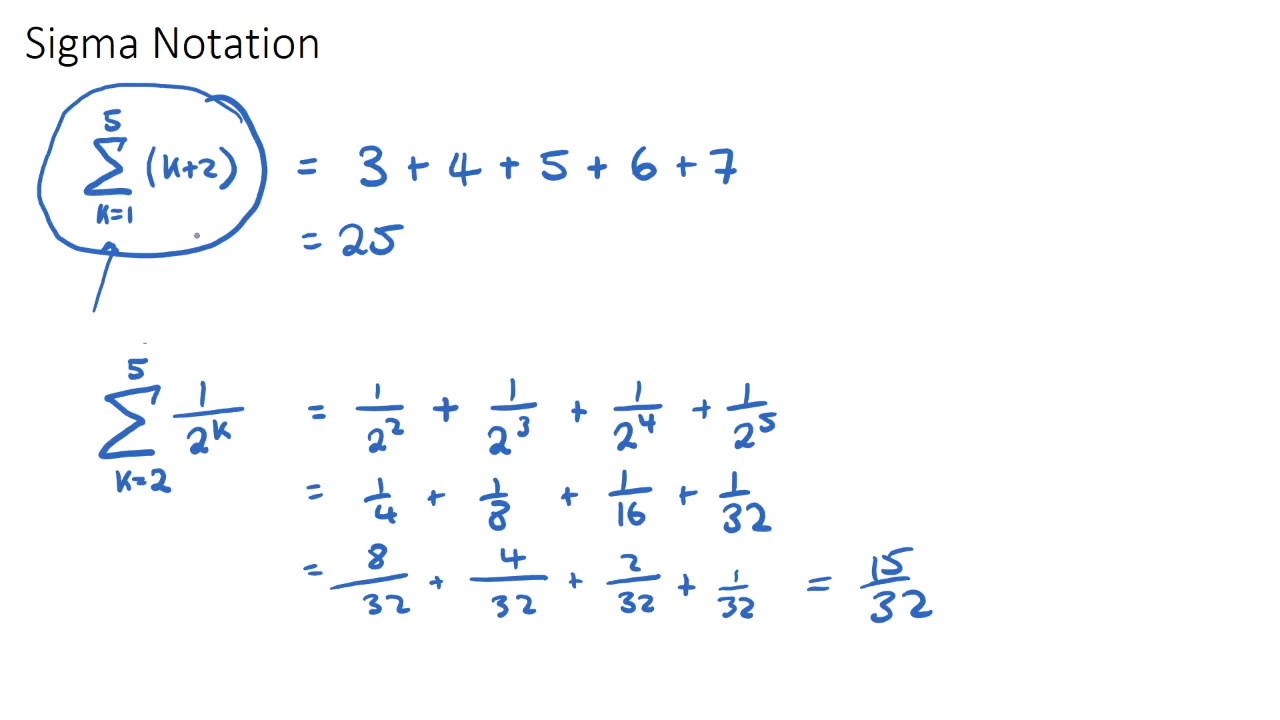 Sigma Notation
5
∑ (k+2) = 3 + 4 + 5 + 6 + 7
k=1
= 25
5
∑ 1/2^k = 1/2^2 + 1/2^3 + 1/2^4 + 1/2^5
k=2
= 1/4 + 1/8 + 1/16 + 1/32
= 8/32 + 4/32 + 2/32 + 1/32 = 15/32